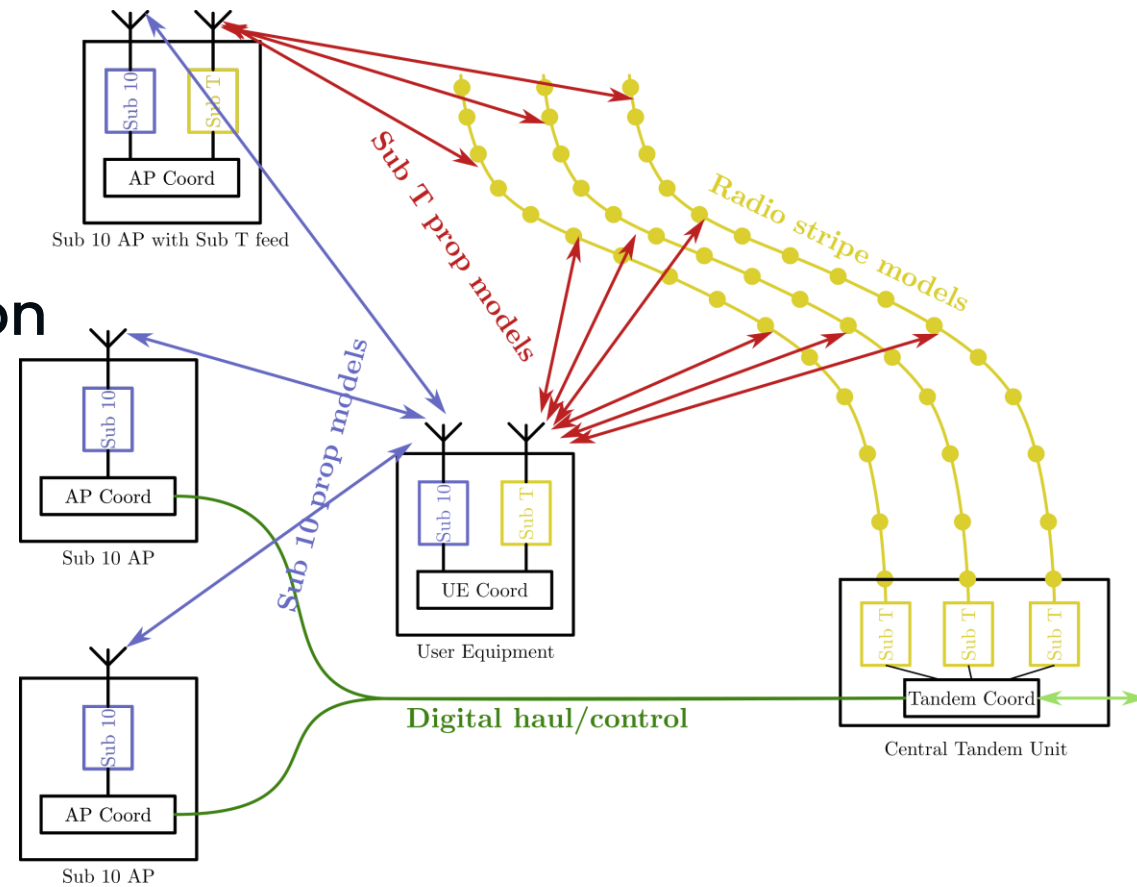 Sub 10
Sub T
AP Coord
Sub 10 AP with Sub T feed
Sub T prop models
Radio stripe models
on
Sub 10
AP Coord
Sub 10 AP
Sub 10 prop models
Sub 10
Sub T
UE Coord
User Equipment
Sub T
Sub T
Sub T
Tandem Coord
Central Tandem Unit
Digital haul/control
Sub 10
AP Coord
Sub 10 AP